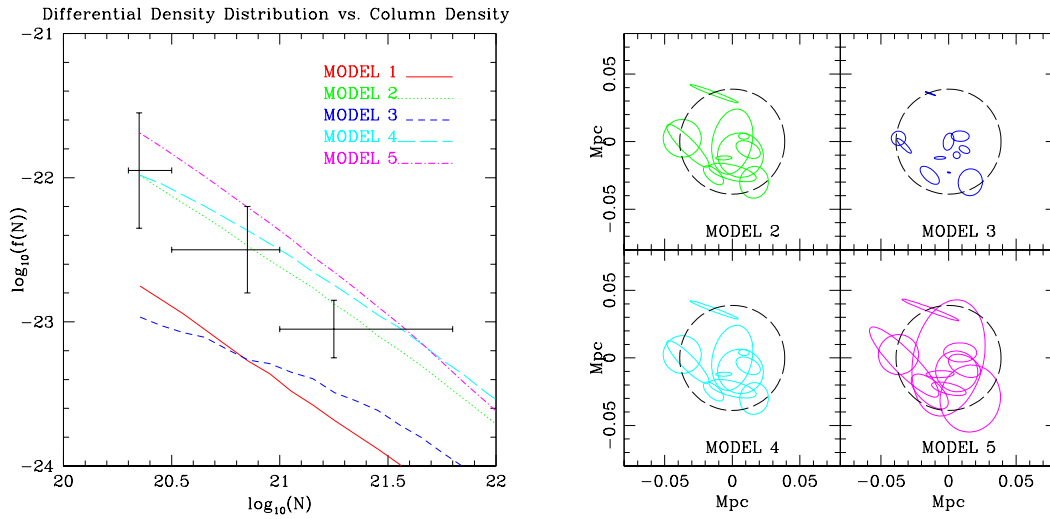 Differential Density Distribution vs. Column Density
-21
-22
-23
-24
log10(f(N))
20
20.5
21
21.5
22
log10(N)
MODEL 1
MODEL 2
MODEL 3
MODEL 4
MODEL 5
0.05
0
-0.05
Mpc
MODEL 2
MODEL 3
0.05
0
-0.05
Mpc
MODEL 4
MODEL 5
-0.05
0
0.05
Mpc
-0.05
0
0.05
Mpc